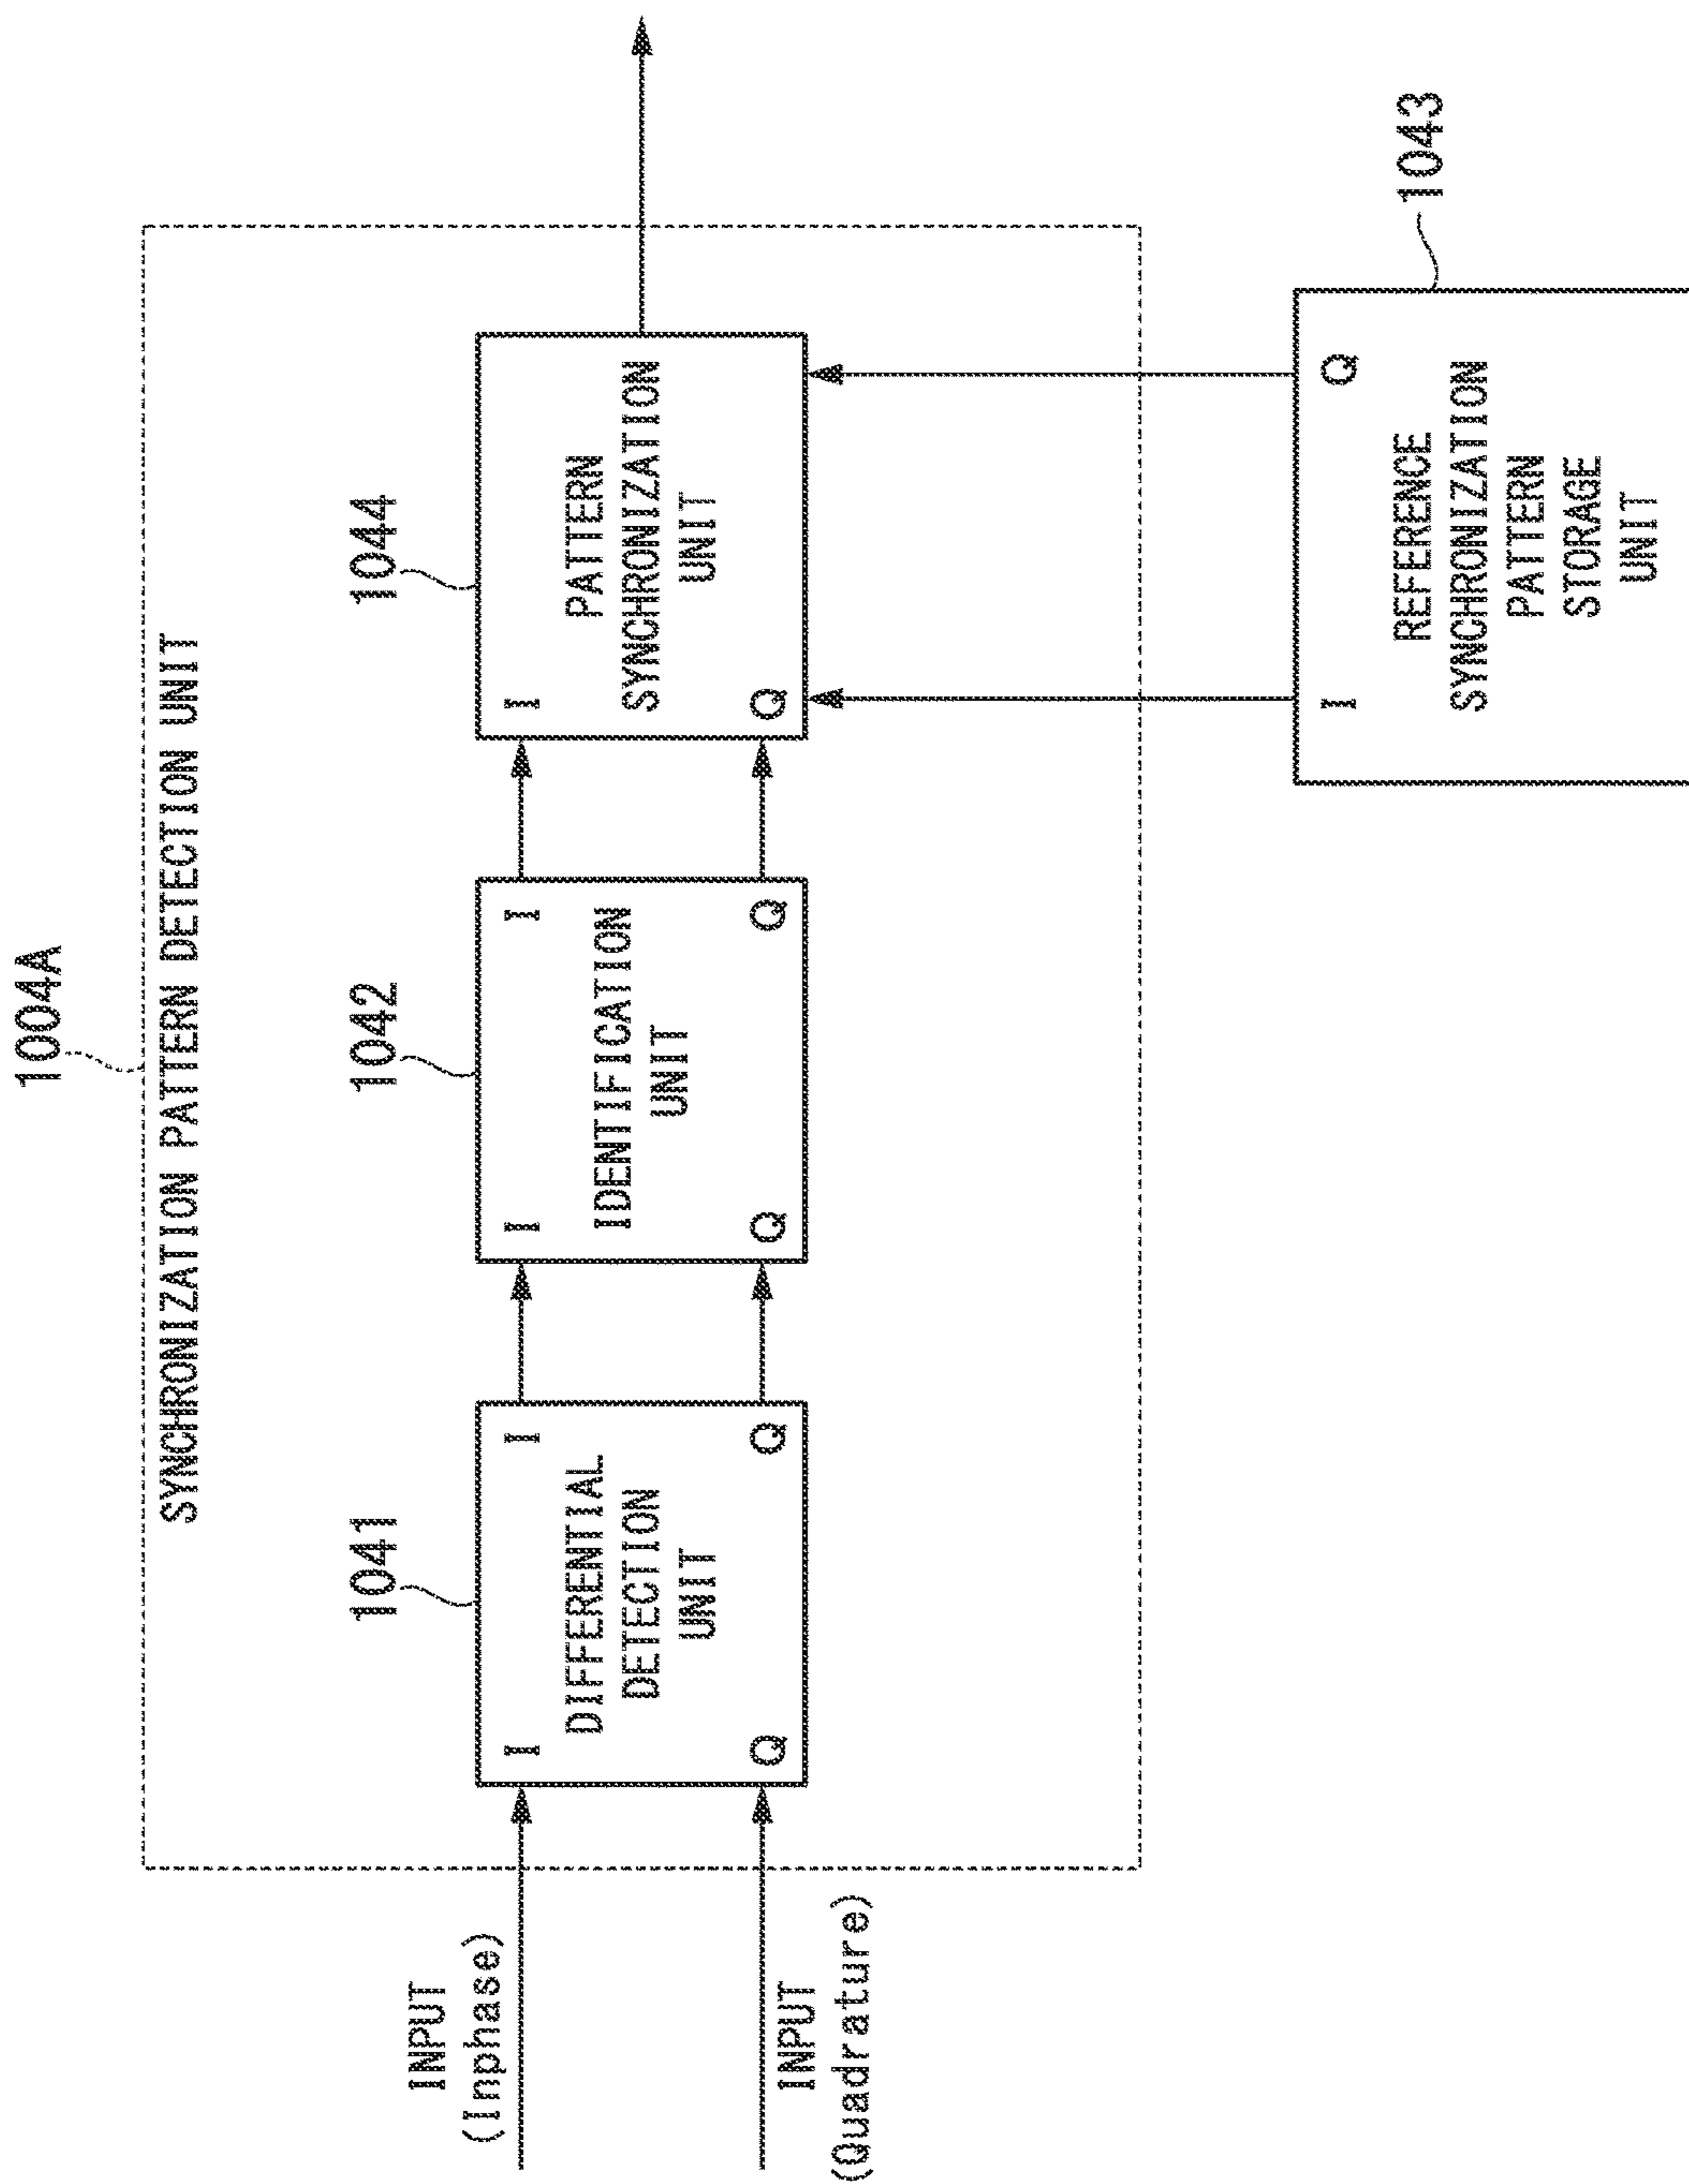 1004A
SYNCHRONIZATION PATTERN DETECTION UNIT
INPUT
(Inphase)
INPUT
(Quadrature)
1041
I
I
DIFFERENTIAL
DETECTION
UNIT
Q
Q
1042
I
I
IDENTIFICATION
UNIT
Q
Q
1044
I
PATTERN
SYNCHRONIZATION
UNIT
Q
1043
I
Q
REFERENCE
SYNCHRONIZATION
PATTERN
STORAGE
UNIT